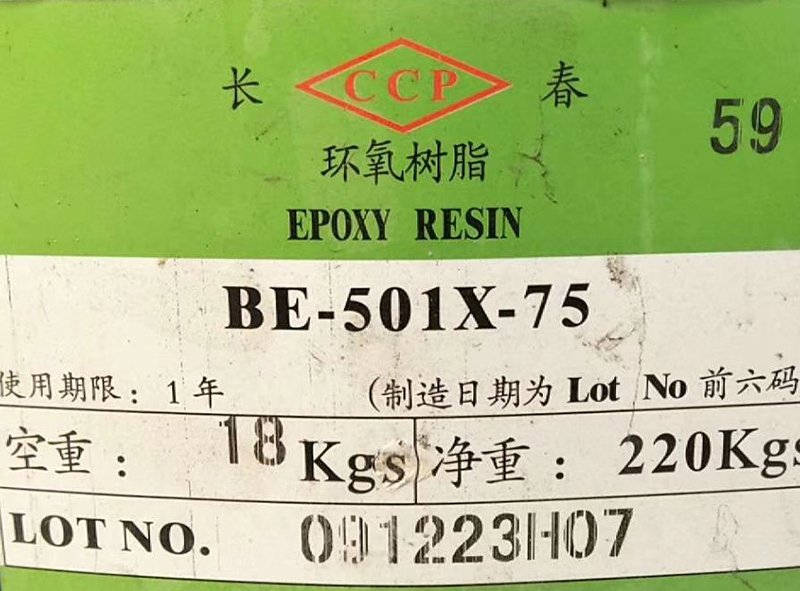 长 CCP 春
59
环氧树脂
EPOXY RESIN
BE-501X-75
使用期限：1年 (制造日期为 Lot No 前六码
空重：18 Kgs 净重：220Kgs
LOT NO. 091223H07